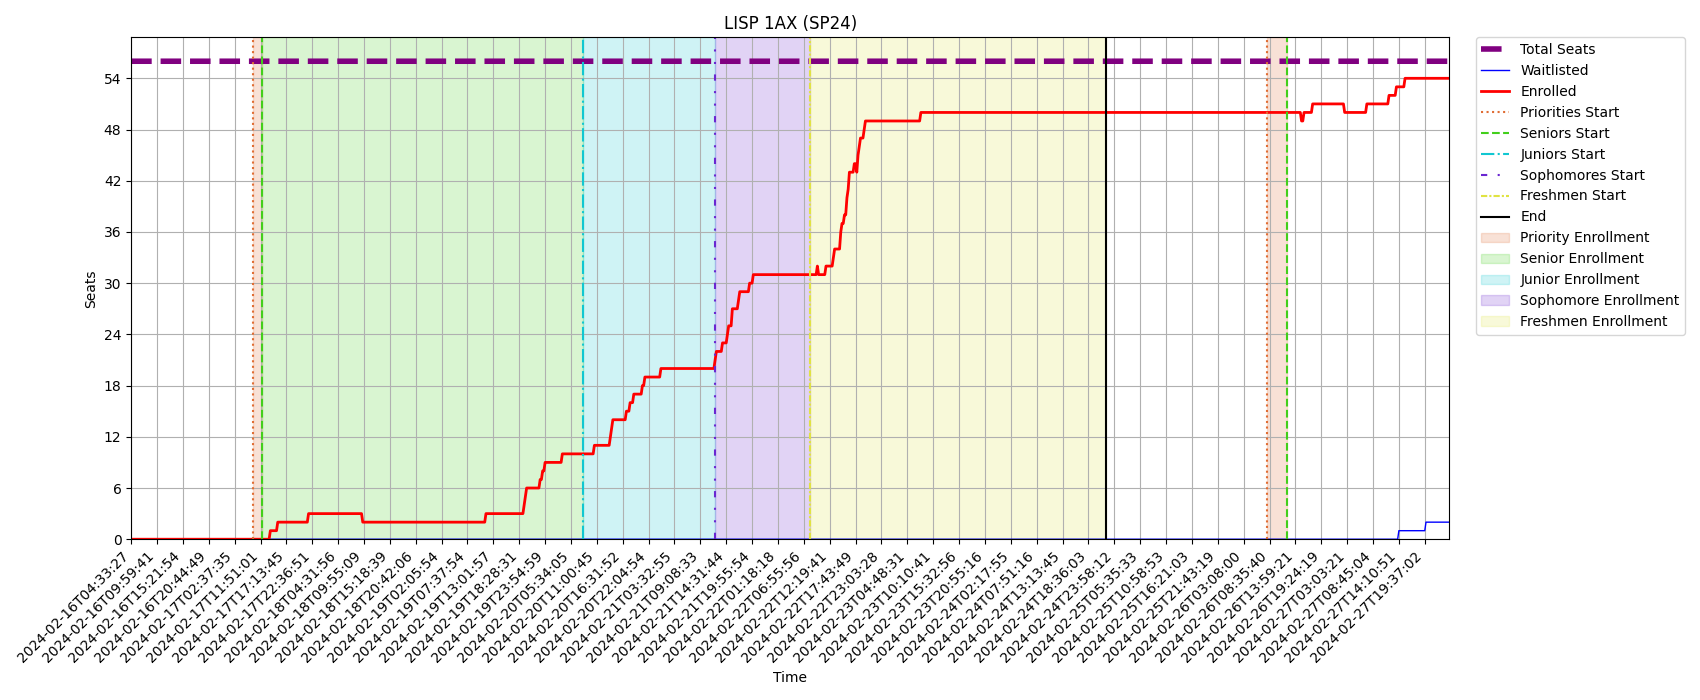 LISP 1AX (SP24)
Seats
54
48
42
36
30
24
18
12
6
0
2024-02-16T04:33:27
2024-02-16T09:59:41
2024-02-16T15:21:54
2024-02-16T20:44:49
2024-02-17T02:37:35
2024-02-17T11:51:01
2024-02-17T17:13:45
2024-02-17T22:36:51
2024-02-18T04:31:56
2024-02-18T09:55:09
2024-02-18T15:18:39
2024-02-18T20:42:06
2024-02-19T02:05:54
2024-02-19T07:37:54
2024-02-19T13:01:57
2024-02-19T18:28:31
2024-02-19T23:54:59
2024-02-20T05:34:05
2024-02-20T11:00:45
2024-02-20T16:31:52
2024-02-20T22:04:54
2024-02-21T03:32:55
2024-02-21T09:08:33
2024-02-21T14:31:44
2024-02-21T19:55:54
2024-02-22T01:18:18
2024-02-22T06:55:56
2024-02-22T12:19:41
2024-02-22T17:43:49
2024-02-22T23:03:28
2024-02-23T04:48:31
2024-02-23T10:10:41
2024-02-23T15:32:56
2024-02-23T20:55:16
2024-02-24T02:17:55
2024-02-24T07:51:16
2024-02-24T13:13:45
2024-02-24T18:36:03
2024-02-24T23:58:12
2024-02-25T05:35:33
2024-02-25T10:58:53
2024-02-25T16:21:03
2024-02-25T21:43:19
2024-02-26T03:08:00
2024-02-26T08:35:40
2024-02-26T13:59:21
2024-02-26T19:24:19
2024-02-27T03:03:21
2024-02-27T08:45:04
2024-02-27T14:10:51
2024-02-27T19:37:02
Time
Total Seats
Waitlisted
Enrolled
Priorities Start
Seniors Start
Juniors Start
Sophomores Start
Freshmen Start
End
Priority Enrollment
Senior Enrollment
Junior Enrollment
Sophomore Enrollment
Freshmen Enrollment